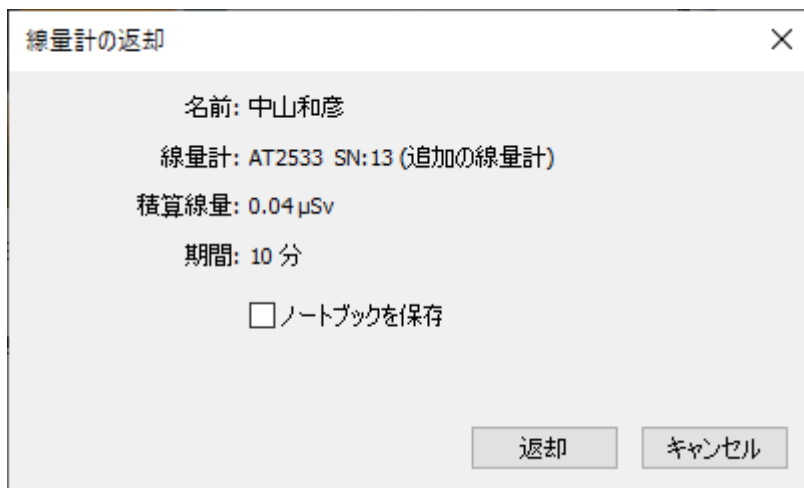 線量計の返却
名前: 中山和彦
線量計: AT2533 SN:13 (追加の線量計)
積算線量: 0.04 µSv
期間: 10 分
ノートブックを保存
返却 キャンセル